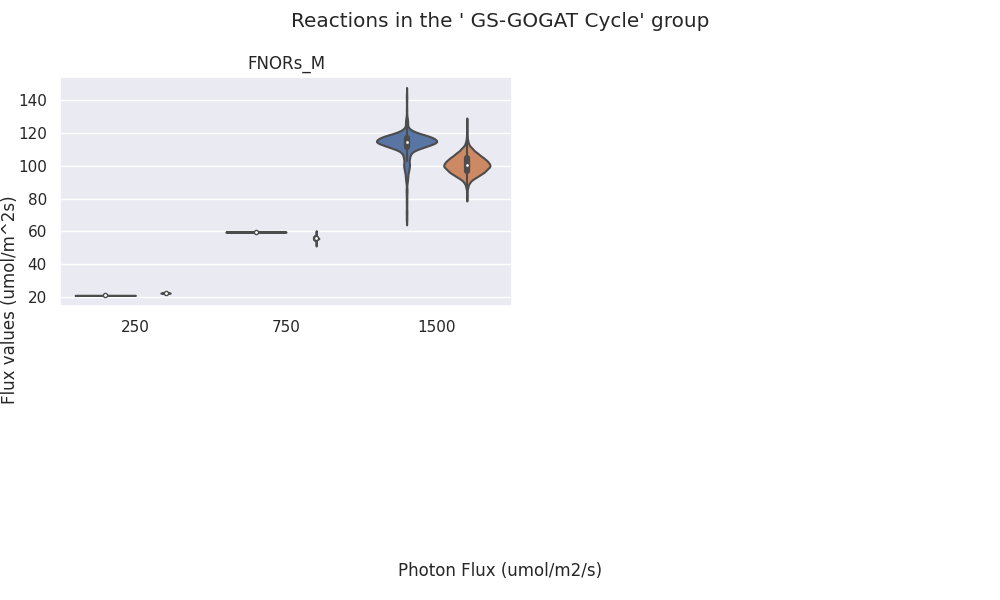 Reactions in the ' GS-GOGAT Cycle' group
FNORs_M
140
120
100
80
60
40
20
Flux values (umol/m^2s)
250 750 1500
Photon Flux (umol/m2/s)